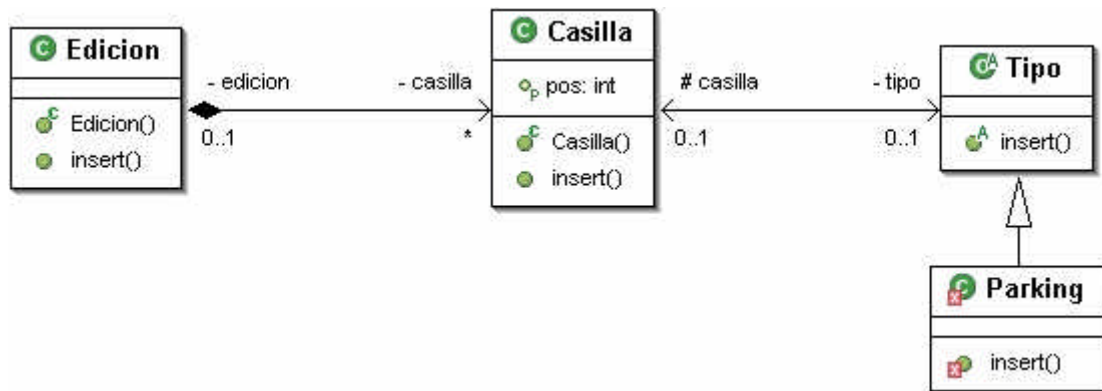 Edicion
Edicion()
insert()
- edicion
0..1
- casilla
*
Casilla
pos: int
Casilla()
insert()
# casilla
0..1
- tipo
0..1
Tipo
insert()
Parking
insert()